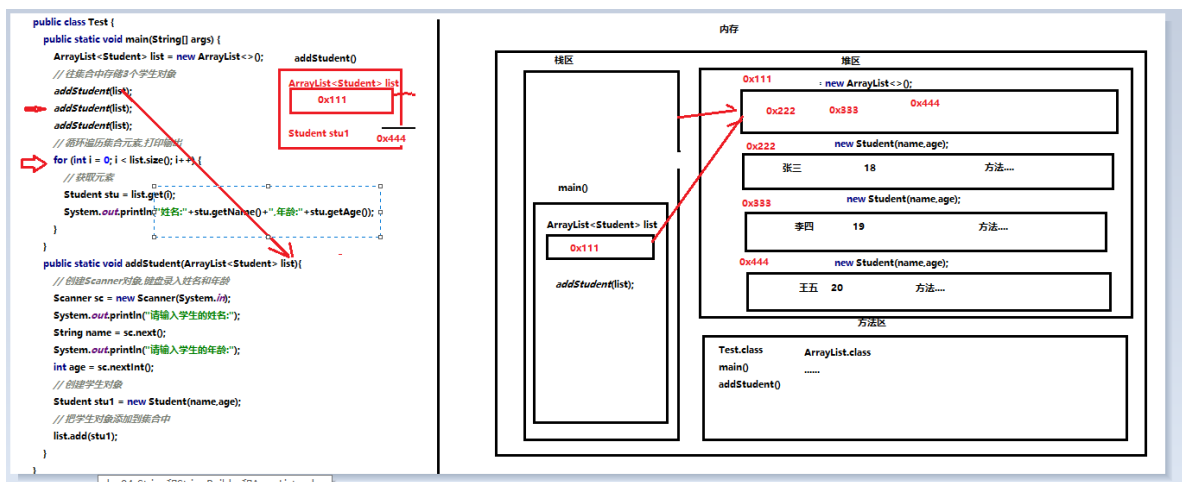 public class Test {
public static void main(String[] args) {
ArrayList<Student> list = new ArrayList<>();
//往集合中存储3个学生对象
addStudent(list);
addStudent(list);
addStudent(list);
//循环遍历集合元素,打印输出
for (int i = 0; i < list.size(); i++) {
//获取元素
Student stu = list.get(i);
System.out.println("姓名:"+stu.getName()+",年龄:"+stu.getAge());
}
}
public static void addStudent(ArrayList<Student> list){
//创建Scanner对象,键盘录入姓名和年龄
Scanner sc = new Scanner(System.in);
System.out.println("请输入学生的姓名:");
String name = sc.next();
System.out.println("请输入学生的年龄:");
int age = sc.nextInt();
//创建学生对象
Student stu1 = new Student(name,age);
//把学生对象添加到集合中
list.add(stu1);
}
}
addStudent()
ArrayList<Student> list
0x111
Student stu1
0x444
内存
栈区
main()
ArrayList<Student> list
0x111
addStudent(list);
堆区
0x111
: new ArrayList<>();
0x222 0x333 0x444
0x222 new Student(name,age);
张三 18 方法....
0x333 new Student(name,age);
李四 19 方法....
0x444 new Student(name,age);
王五 20 方法....
方法区
Test.class ArrayList.class
main() ......
addStudent()